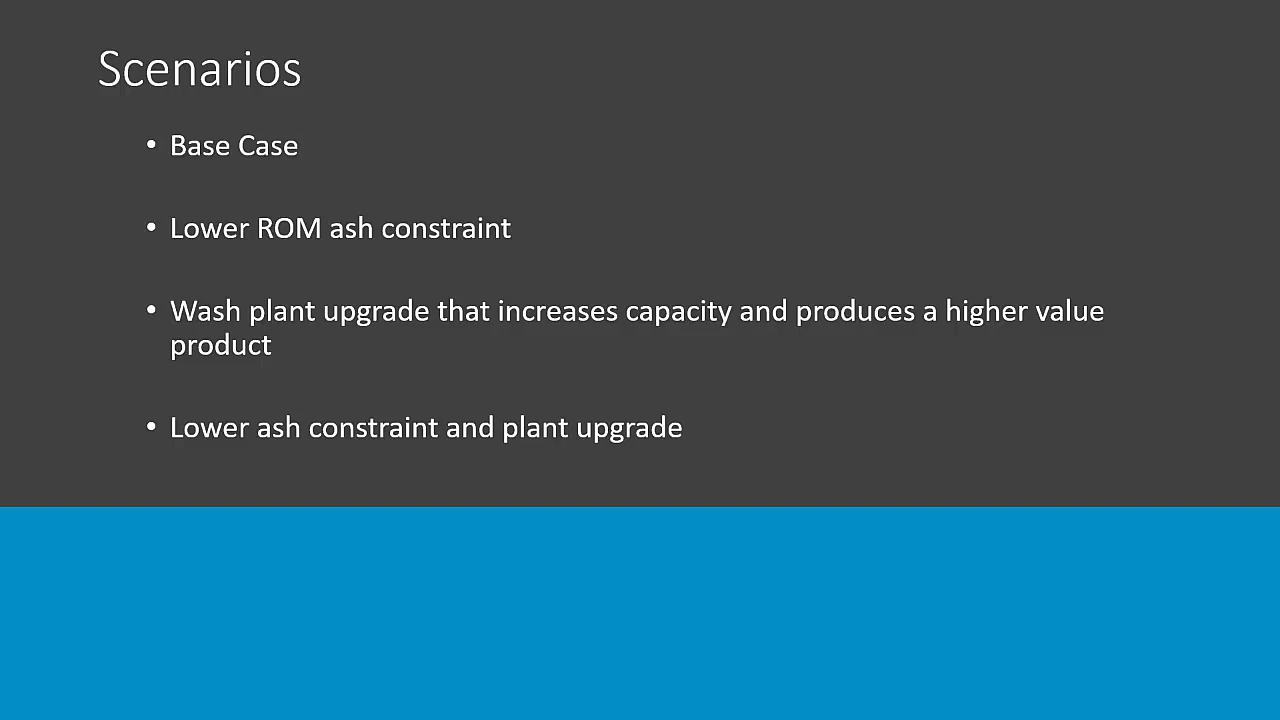 Scenarios
• Base Case
• Lower ROM ash constraint
• Wash plant upgrade that increases capacity and produces a higher value
product
• Lower ash constraint and plant upgrade